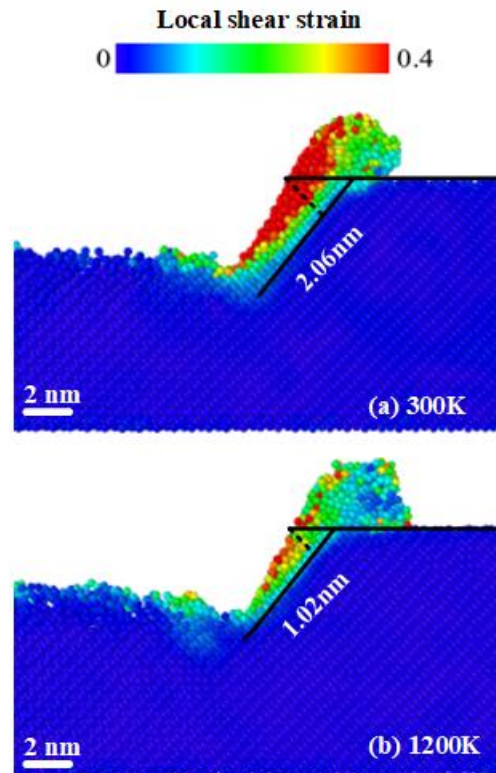 Local shear strain
0 0.4
2.06nm
2 nm
(a) 300K
1.02nm
2 nm
(b) 1200K